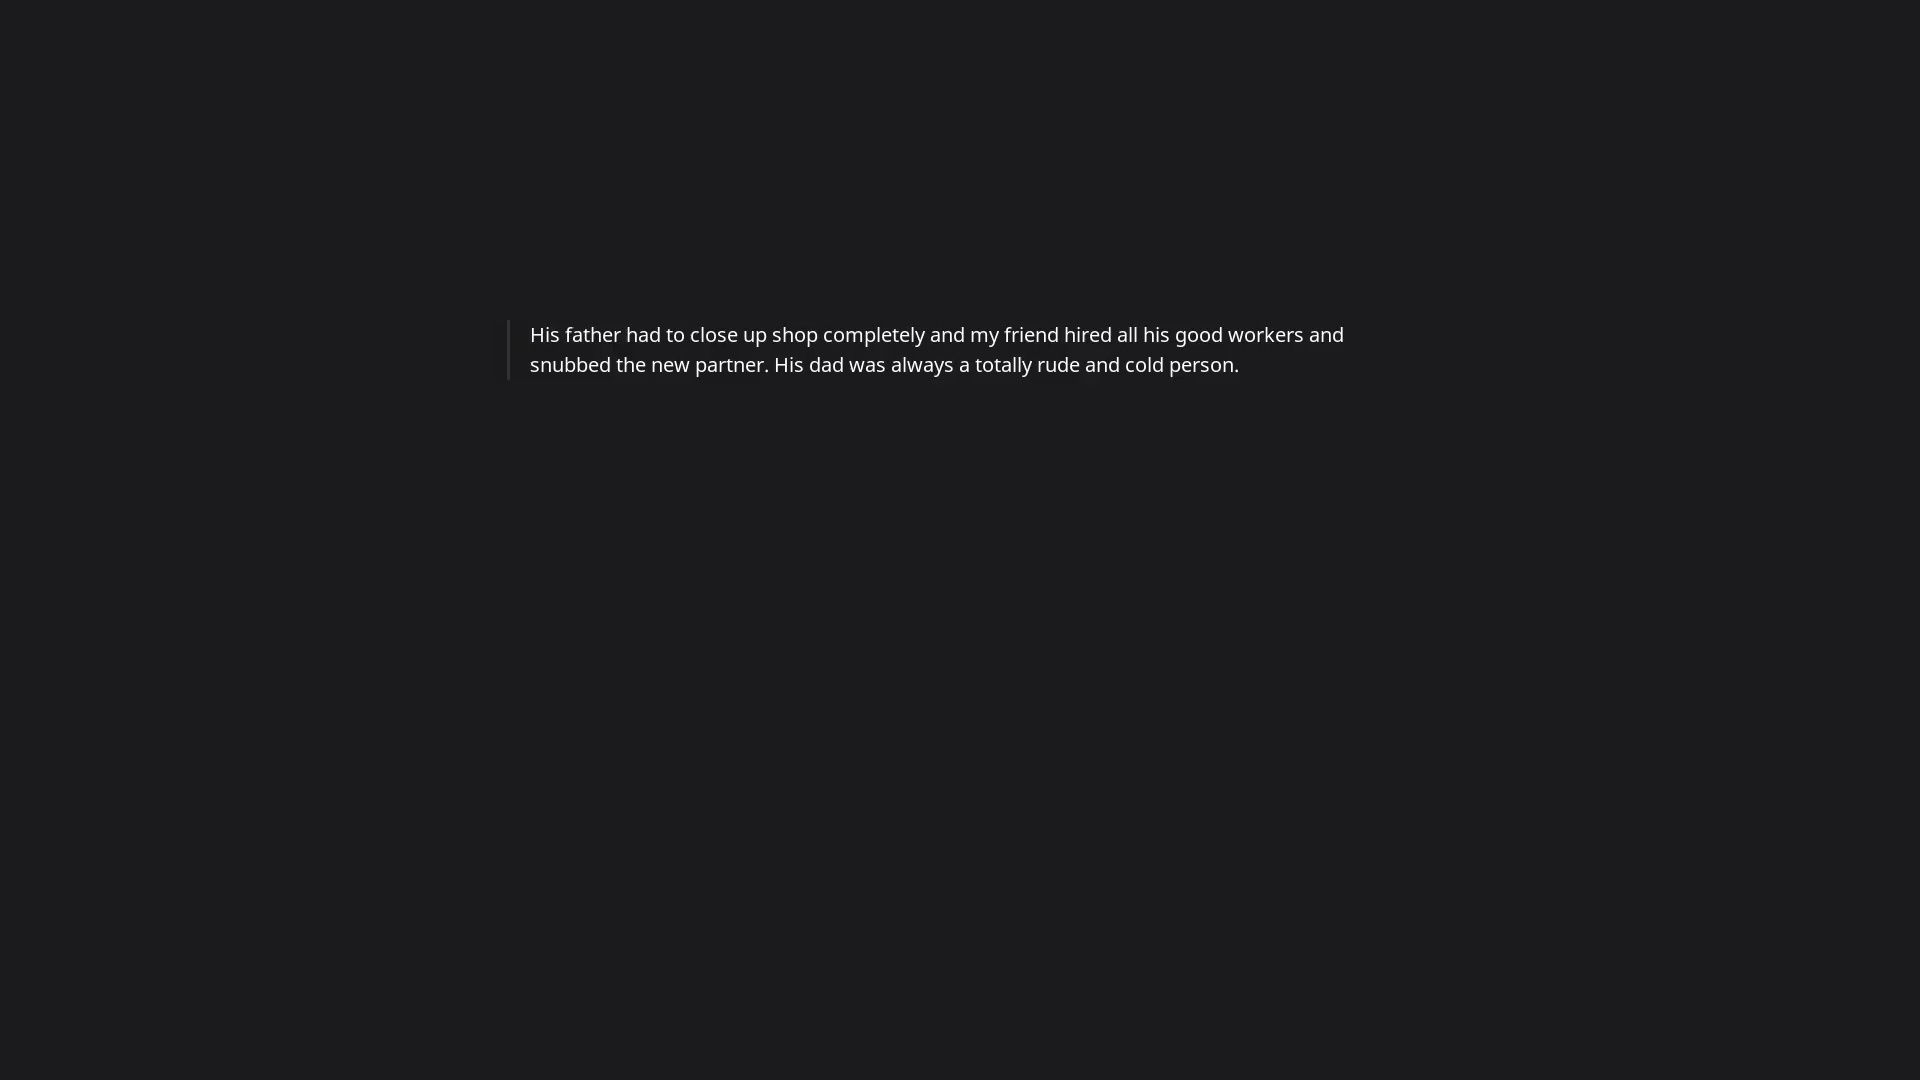 His father had to close up shop completely and my friend hired all his good workers and
snubbed the new partner. His dad was always a totally rude and cold person.